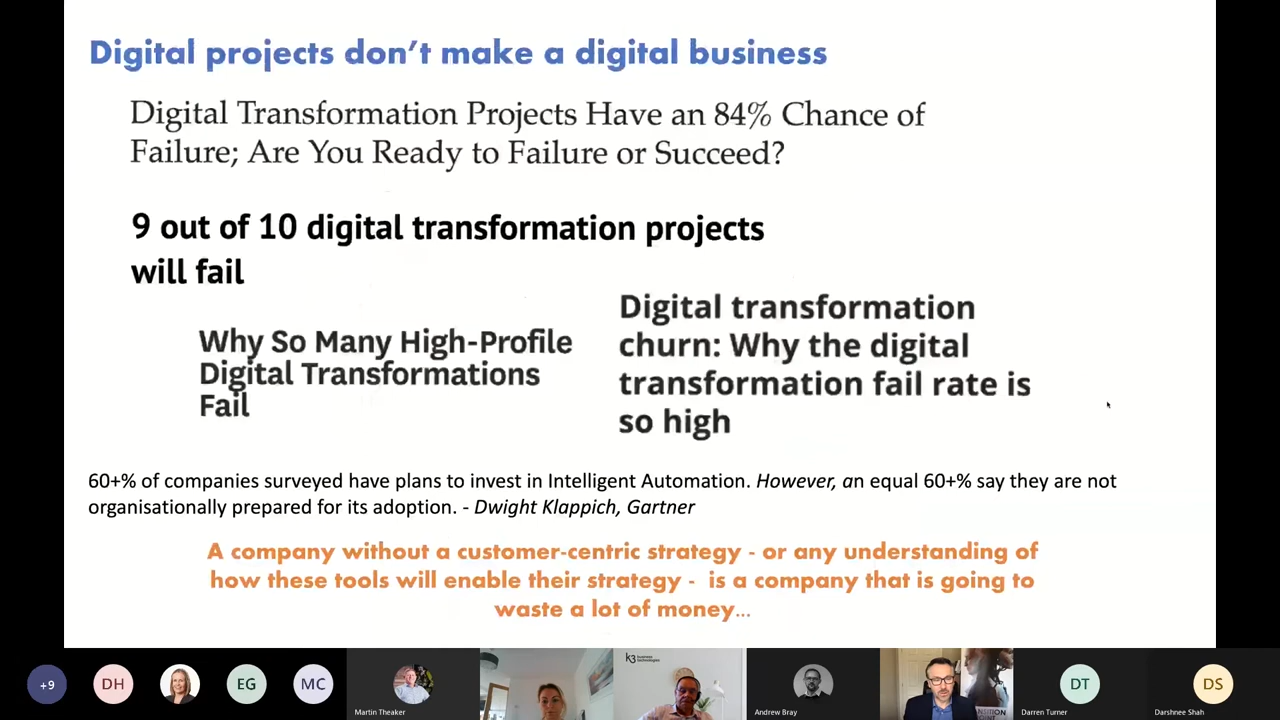 Digital projects don't make a digital business
Digital Transformation Projects Have an 84% Chance of
Failure; Are You Ready to Failure or Succeed?
9 out of 10 digital transformation projects
will fail
Why So Many High-Profile
Digital Transformations
Fail
Digital transformation
churn: Why the digital
transformation fail rate is
so high
60+% of companies surveyed have plans to invest in Intelligent Automation. However, an equal 60+% say they are not
organisationally prepared for its adoption. - Dwight Klappich, Gartner
A company without a customer-centric strategy - or any understanding of
how these tools will enable their strategy - is a company that is going to
waste a lot of money...
+9
DH
EG
MC
Martin Theaker
k3 business technologies
Andrew Bray
NSITION
DT
Darren Turner
DS
Darshnee Shah